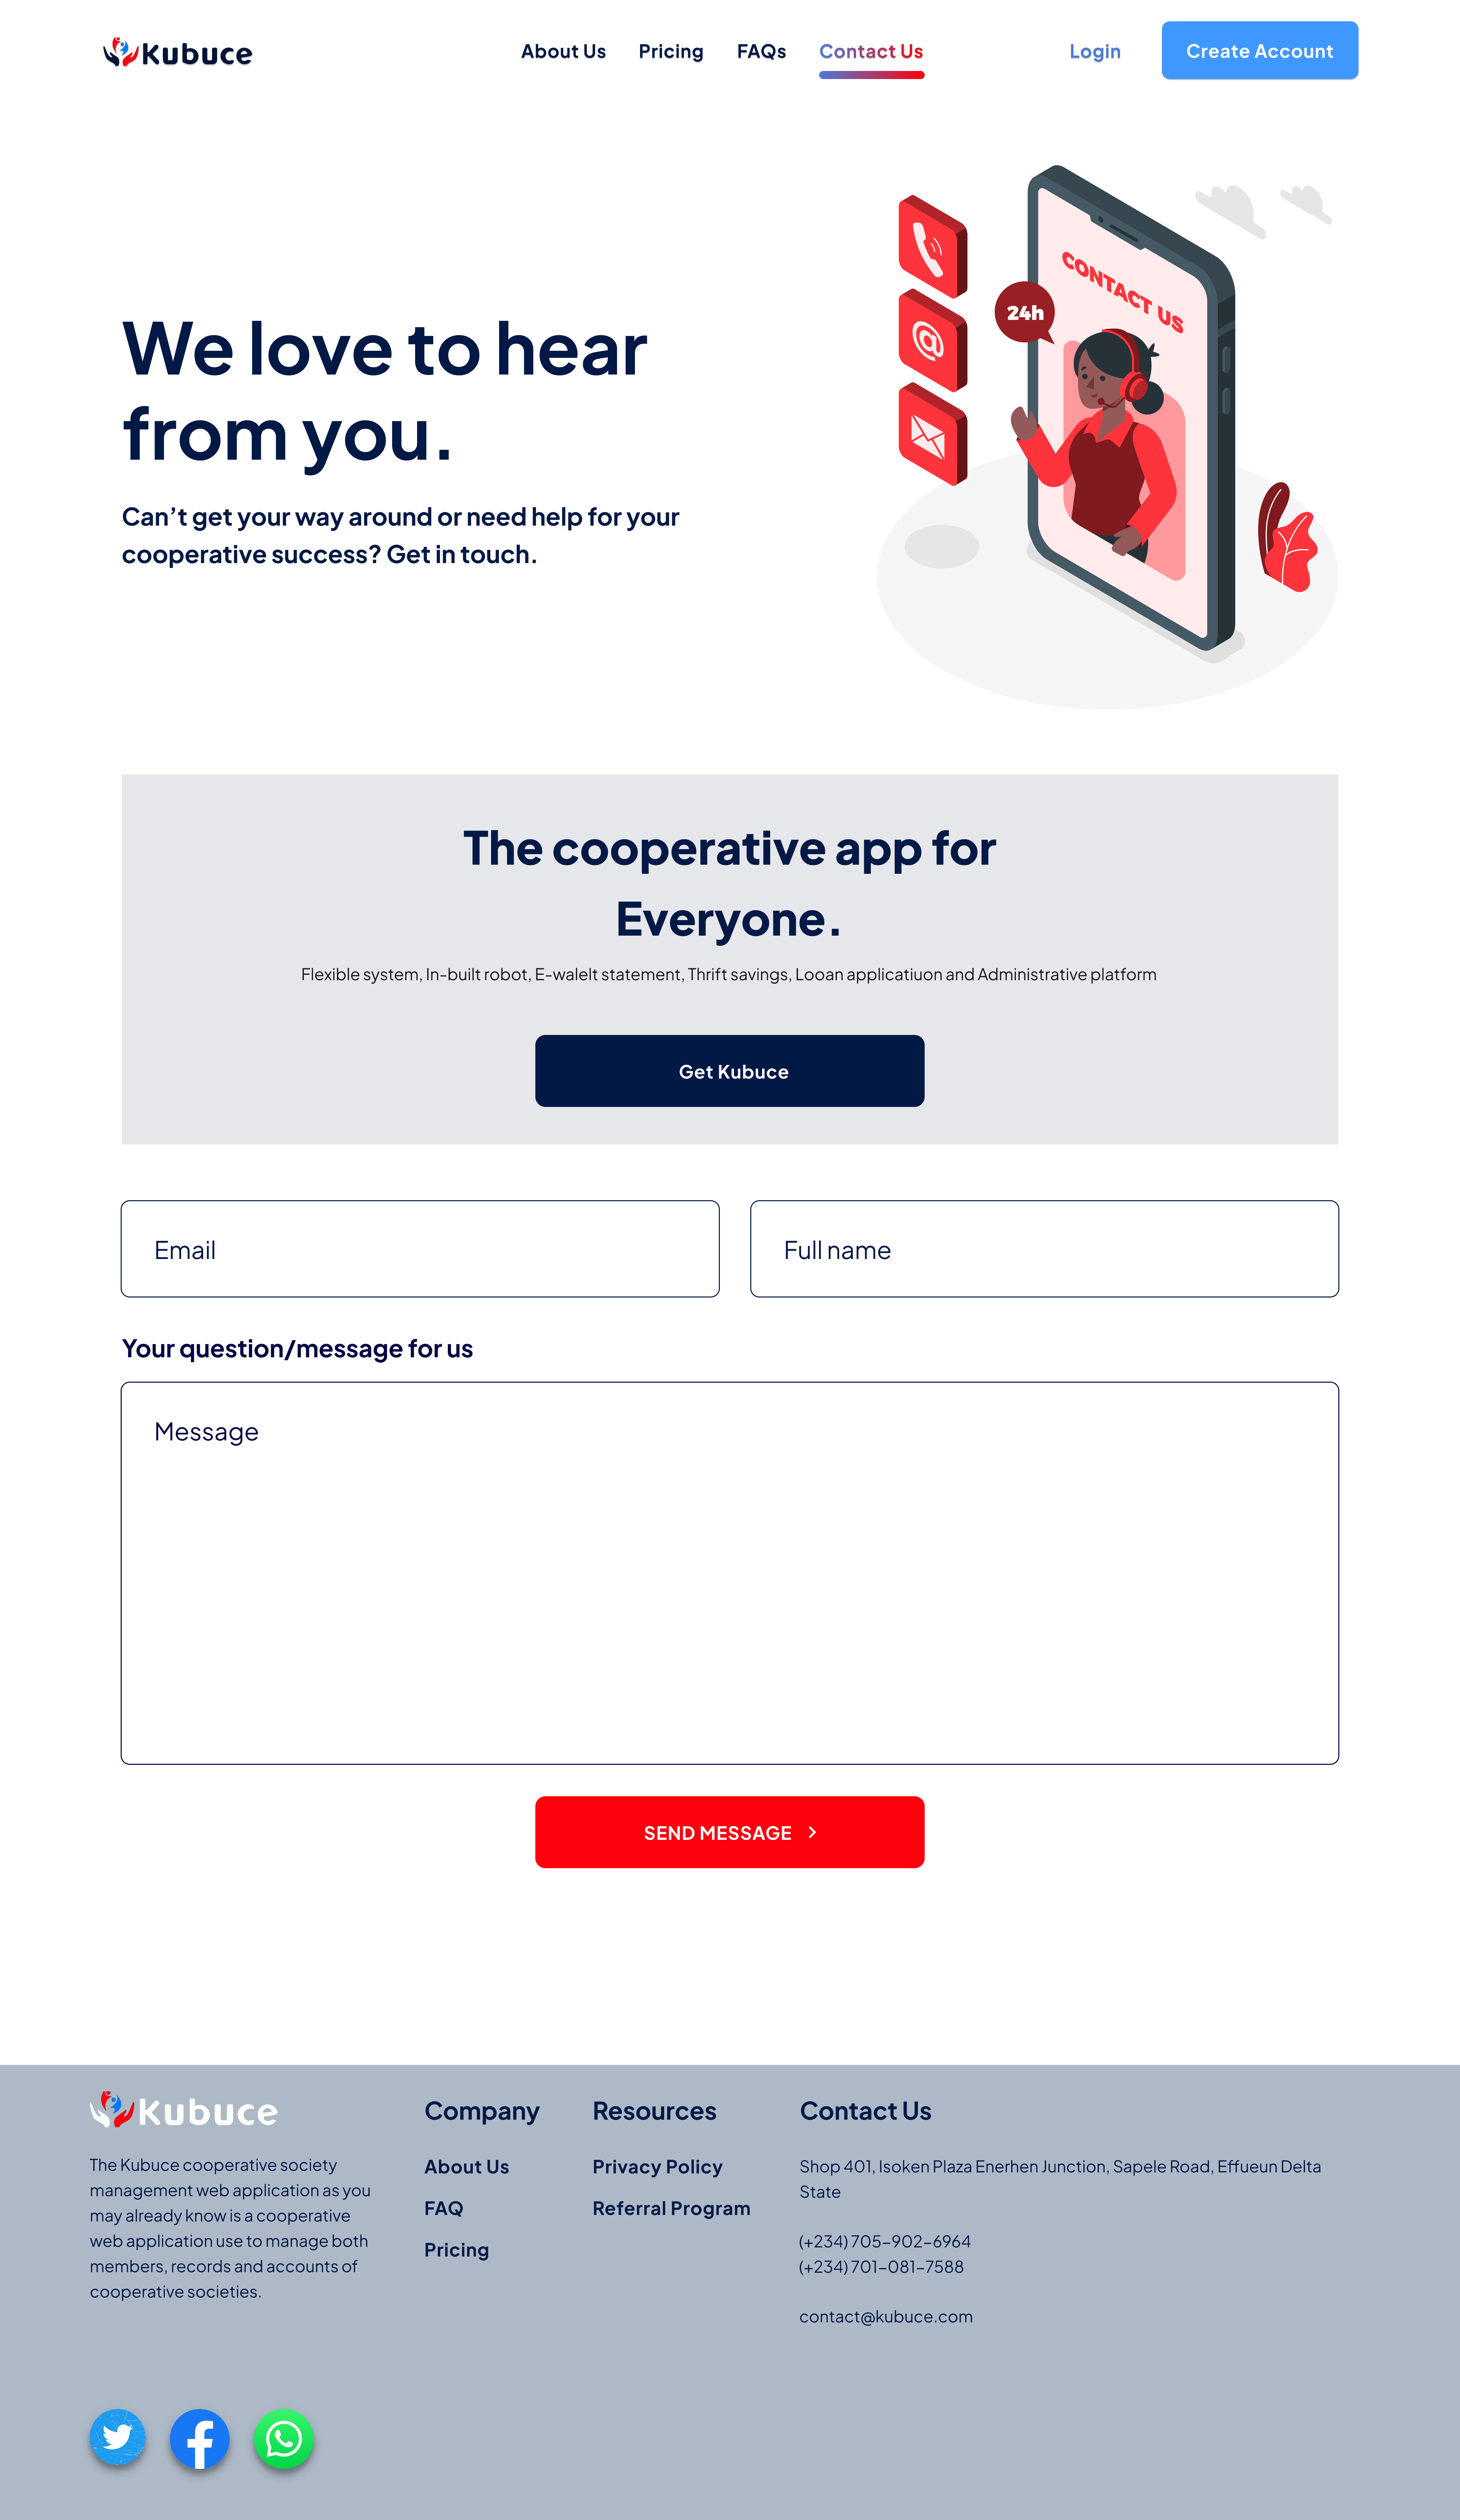 Kubuce
About Us
Pricing
FAQs
Contact Us
Login
Create Account
We love to hear
from you.
Can’t get your way around or need help for your
cooperative success? Get in touch.
CONTACT US
24h
@
The cooperative app for
Everyone.
Flexible system, In-built robot, E-walelt statement, Thrift savings, Looan applicatiuon and Administrative platform
Get Kubuce
Email
Full name
Your question/message for us
Message
SEND MESSAGE
Kubuce
The Kubuce cooperative society
management web application as you
may already know is a cooperative
web application use to manage both
members, records and accounts of
cooperative societies.
Company
About Us
FAQ
Pricing
Resources
Privacy Policy
Referral Program
Contact Us
Shop 401, Isoken Plaza Enerhen Junction, Sapele Road, Effueun Delta
State
(+234) 705-902-6964
(+234) 701-081-7588
contact@kubuce.com